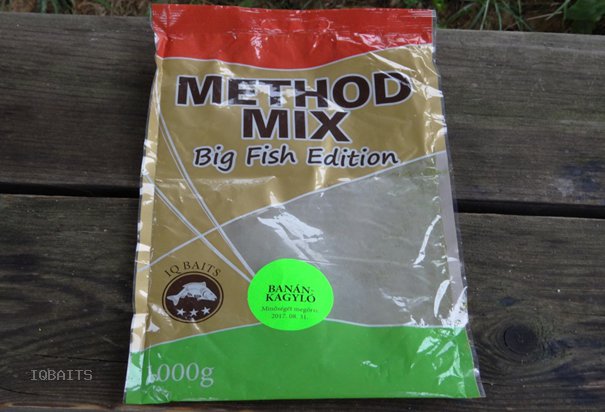 METHOD
MIX
Big Fish Edition
IQ BAITS
BANÁN-
KAGYLÓ
Minőségét megőrzi:
2017. 08. 31.
1000g
IQBAITS